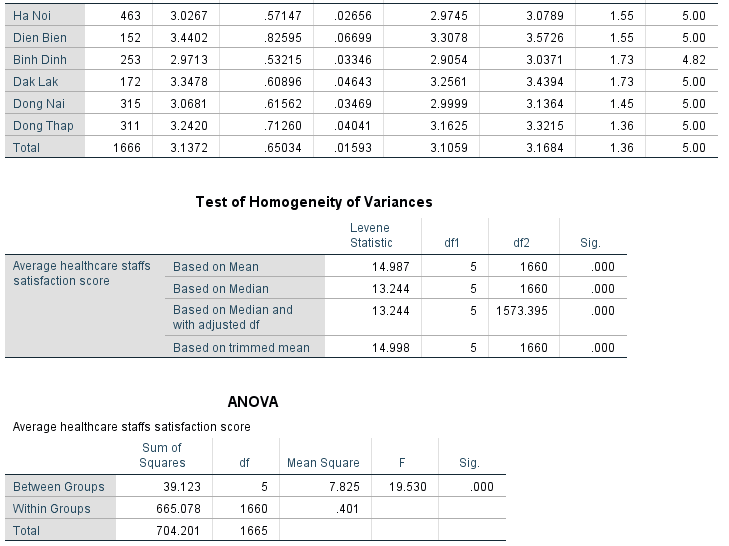 Ha Noi 463 3.0267 .57147 .02656 2.9745 3.0789 1.55 5.00
Dien Bien 152 3.4402 .82595 .06699 3.3078 3.5726 1.55 5.00
Binh Dinh 253 2.9713 .53215 .03346 2.9054 3.0371 1.73 4.82
Dak Lak 172 3.3478 .60896 .04643 3.2561 3.4394 1.73 5.00
Dong Nai 315 3.0681 .61562 .03469 2.9999 3.1364 1.45 5.00
Dong Thap 311 3.2420 .71260 .04041 3.1625 3.3215 1.36 5.00
Total 1666 3.1372 .65034 .01593 3.1059 3.1684 1.36 5.00
Test of Homogeneity of Variances
Levene
Statistic df1 df2 Sig.
Average healthcare staffs Based on Mean 14.987 5 1660 .000
satisfaction score Based on Median 13.244 5 1660 .000
Based on Median and 13.244 5 1573.395 .000
with adjusted df
Based on trimmed mean 14.998 5 1660 .000
ANOVA
Average healthcare staffs satisfaction score
Sum of
Squares df Mean Square F Sig.
Between Groups 39.123 5 7.825 19.530 .000
Within Groups 665.078 1660 .401
Total 704.201 1665